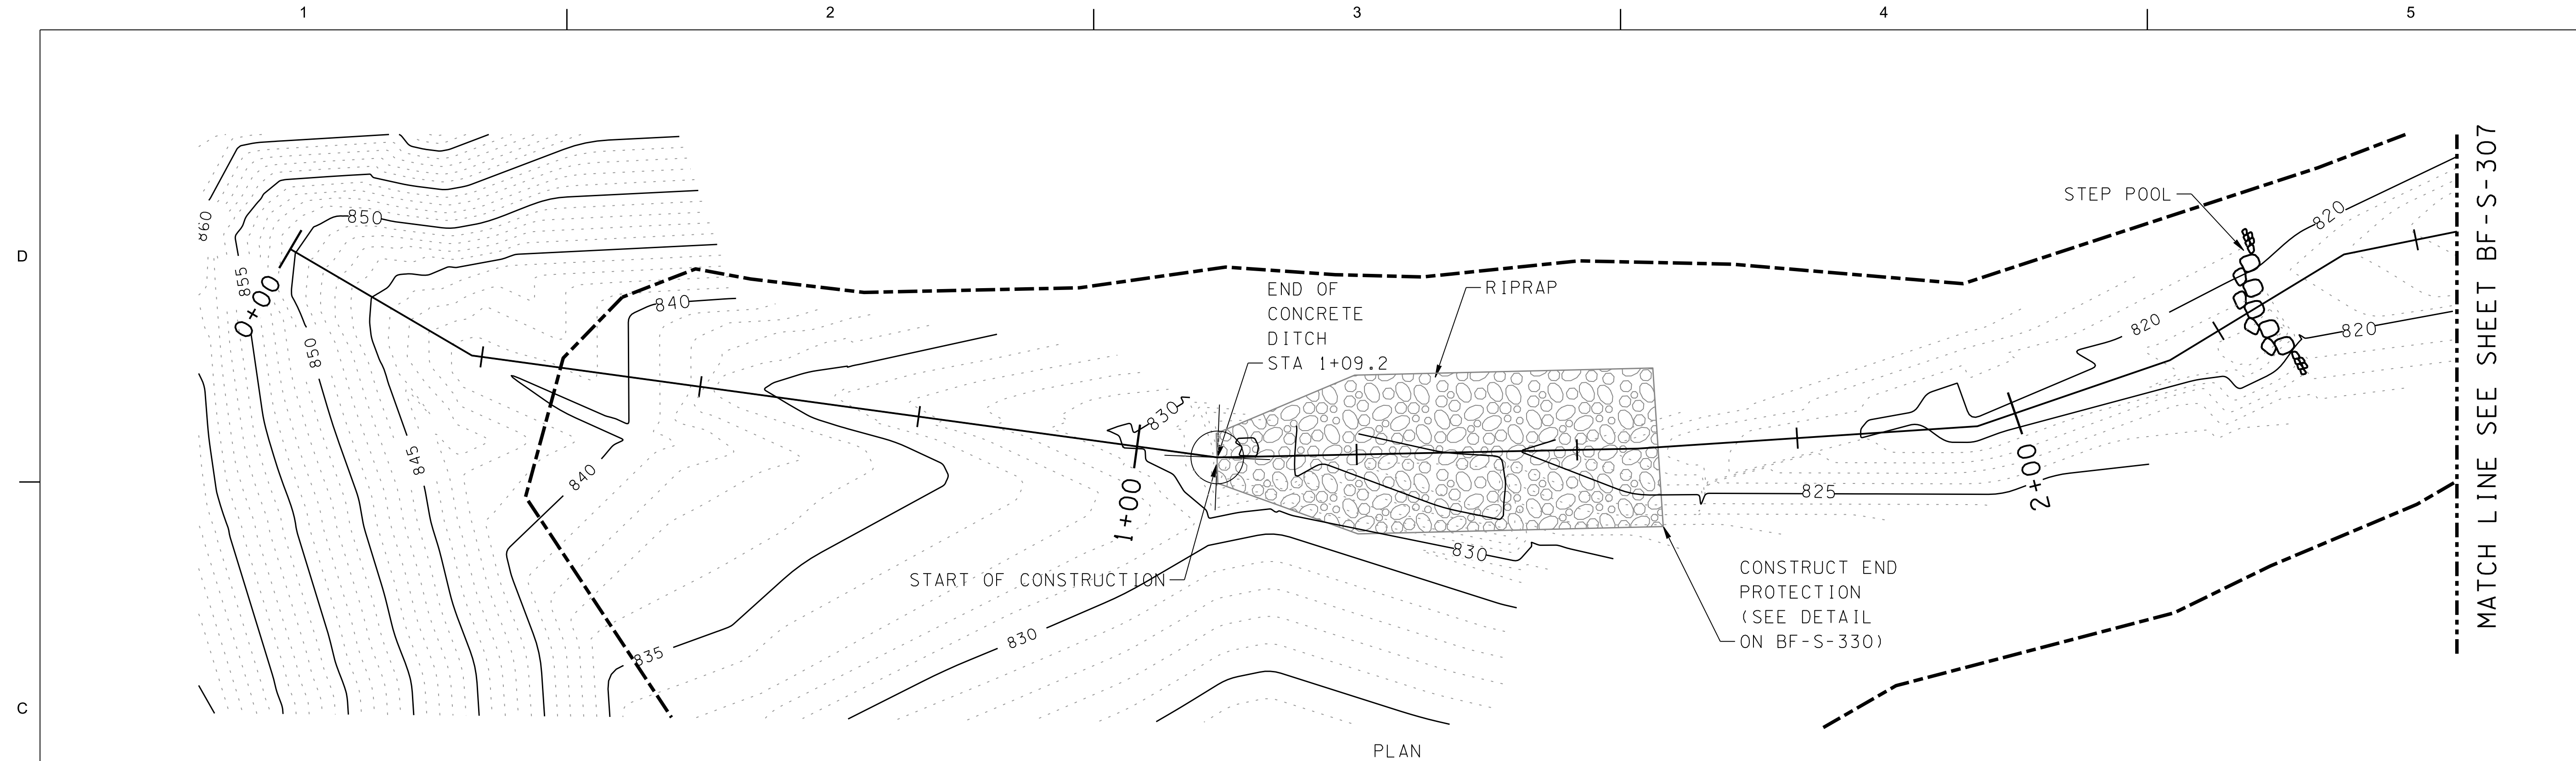 1
2
3
4
5
D
C
860
855
850
0+00
850
845
840
840
835
830
1+00
830
END OF
CONCRETE
DITCH
STA 1+09.2
RIPRAP
START OF CONSTRUCTION
830
825
CONSTRUCT END
PROTECTION
(SEE DETAIL
ON BF-S-330)
2+00
STEP POOL
820
820
820
MATCH LINE SEE SHEET BF-S-307
PLAN